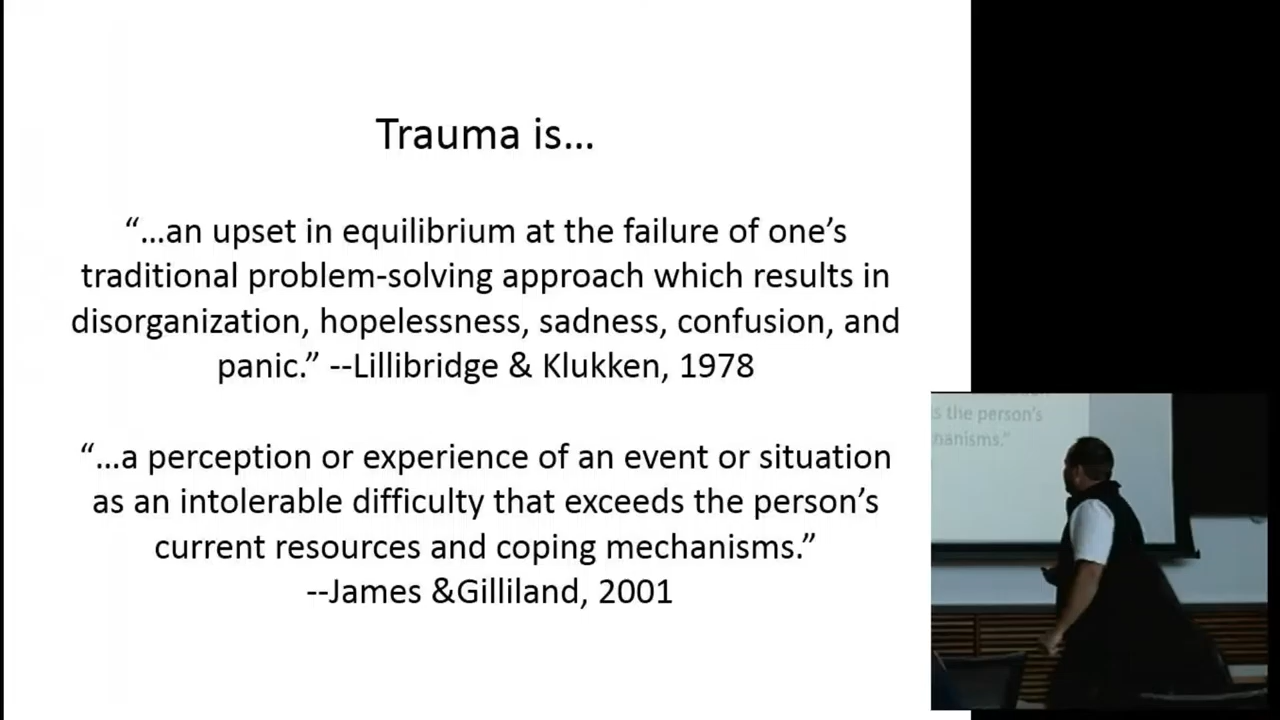 Trauma is...
“...an upset in equilibrium at the failure of one’s
traditional problem-solving approach which results in
disorganization, hopelessness, sadness, confusion, and
panic.” --Lillibridge & Klukken, 1978
“...a perception or experience of an event or situation
as an intolerable difficulty that exceeds the person’s
current resources and coping mechanisms.”
--James &Gilliland, 2001
the person’s